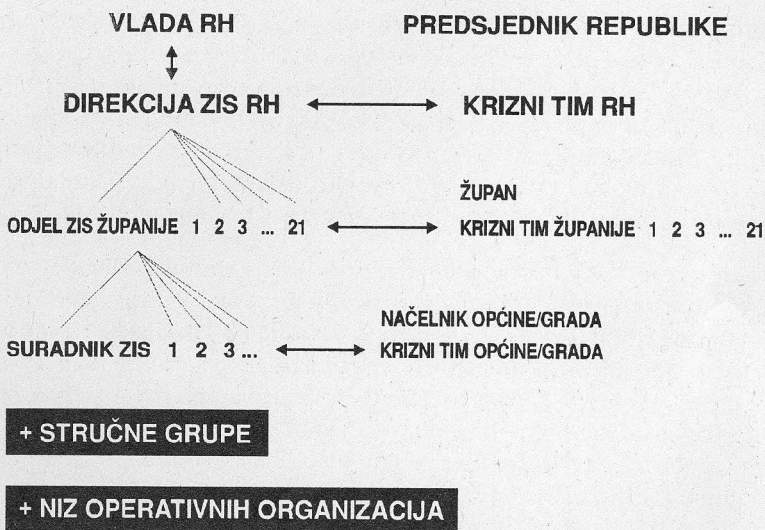 VLADA RH PREDSJEDNIK REPUBLIKE
DIREKCIJA ZIS RH KRIZNI TIM RH
ŽUPAN
ODJEL ZIS ŽUPANIJE 1 2 3 ... 21 KRIZNI TIM ŽUPANIJE 1 2 3 ... 21
NAČELNIK OPĆINE/GRADA
SURADNIK ZIS 1 2 3 ... KRIZNI TIM OPĆINE/GRADA
+ STRUČNE GRUPE
+ NIZ OPERATIVNIH ORGANIZACIJA